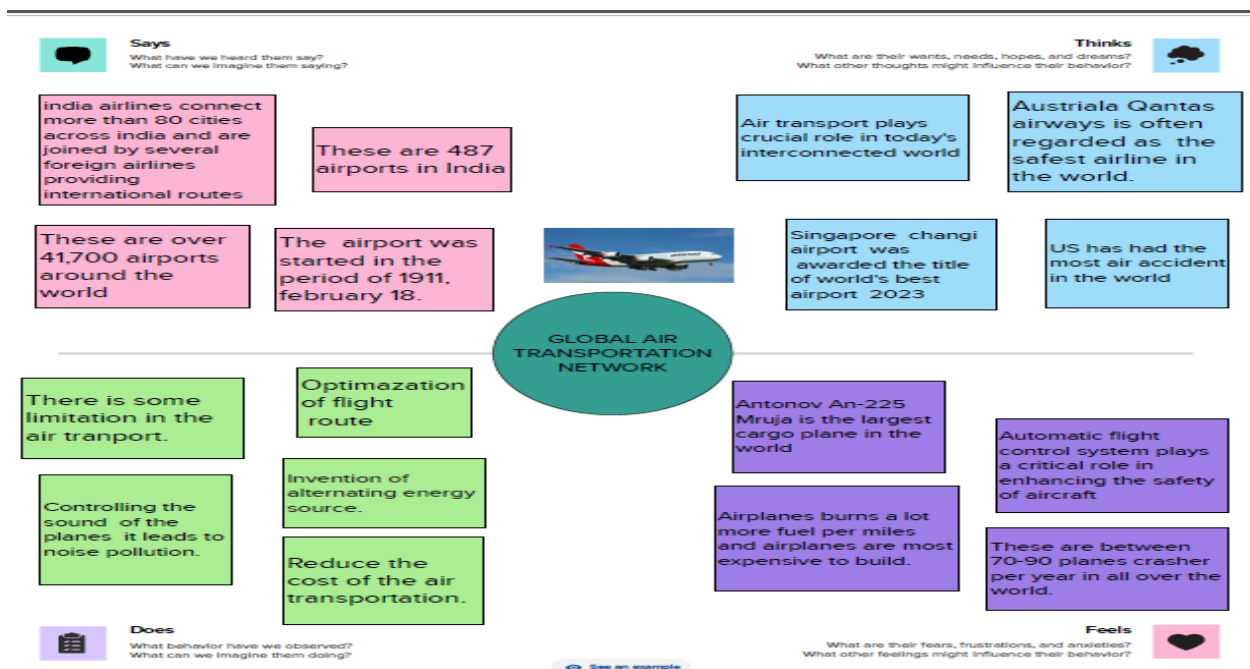 Says
What have we heard them say?
What can we imagine them saying?
Thinks
What are their wants, needs, hopes, and dreams?
What other thoughts might influence their behavior?
india airlines connect
more than 80 cities
across india and are
joined by several
foreign airlines
providing
international routes
These are 487
airports in India
Air transport plays
crucial role in today's
interconnected world
Austriala Qantas
airways is often
regarded as the
safest airline in
the world.
These are over
41,700 airports
around the
world
The airport was
started in the
period of 1911,
february 18.
Singapore changi
airport was
awarded the title
of world's best
airport 2023
US has had the
most air accident
in the world
GLOBAL AIR
TRANSPORTATION
NETWORK
There is some
limitation in the
air tranport.
Optimazation
of flight
route
Controlling the
sound of the
planes it leads to
noise pollution.
Invention of
alternating energy
source.
Reduce the
cost of the air
transportation.
Antonov An-225
Mruja is the largest
cargo plane in the
world
Automatic flight
control system plays
a critical role in
enhancing the safety
of aircraft
Airplanes burns a lot
more fuel per miles
and airplanes are most
expensive to build.
These are between
70-90 planes crasher
per year in all over the
world.
Does
What behavior have we observed?
What can we imagine them doing?
Feels
What are their fears, frustrations, and anxieties?
What other feelings might influence their behavior?
See an example